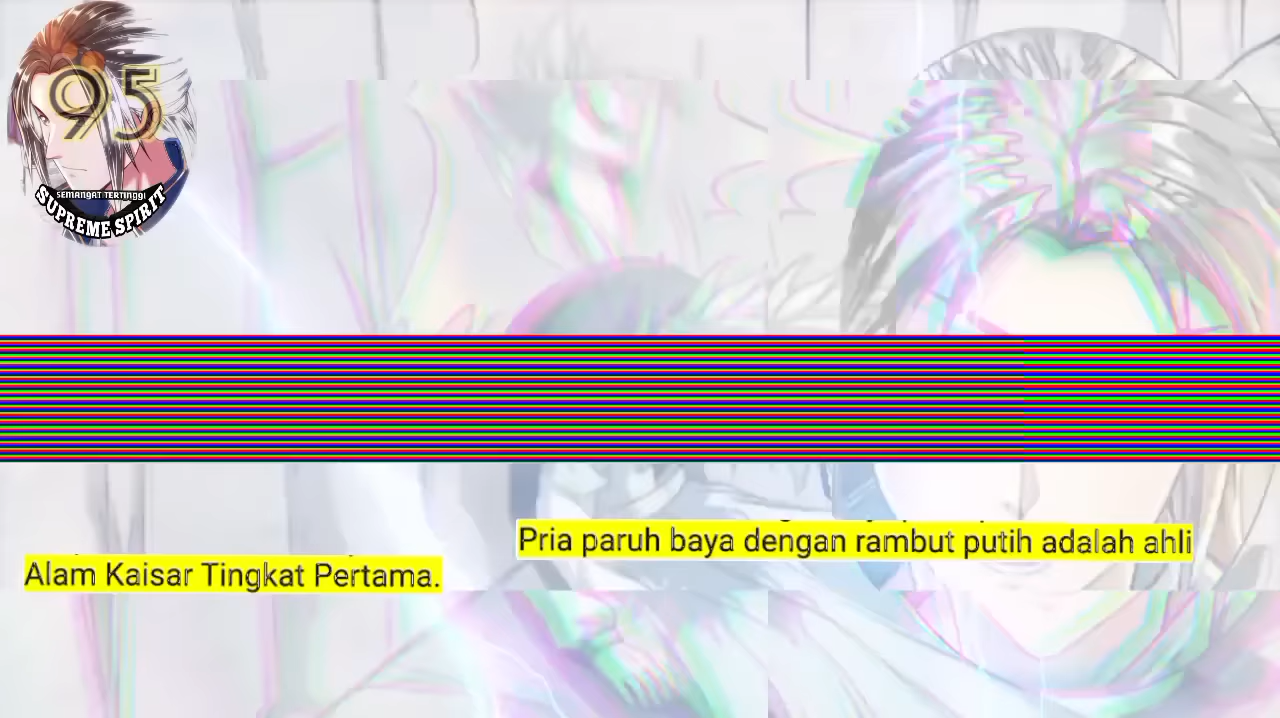 95
SEMANGAT TERTINGGI
SUPREME SPIRIT
Pria paruh baya dengan rambut putih adalah ahli
Alam Kaisar Tingkat Pertama.